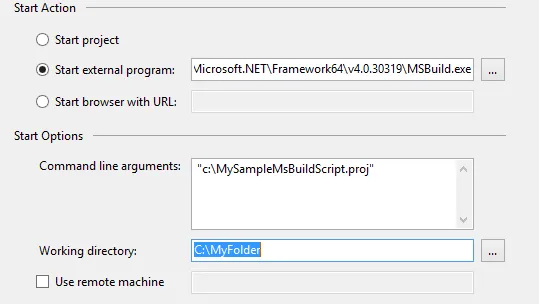 Start Action
Start project
Start external program: Microsoft.NET\Framework64\v4.0.30319\MSBuild.exe ...
Start browser with URL:
Start Options
Command line arguments: "c:\MySampleMsBuildScript.proj"
Working directory: C:\MyFolder ...
Use remote machine